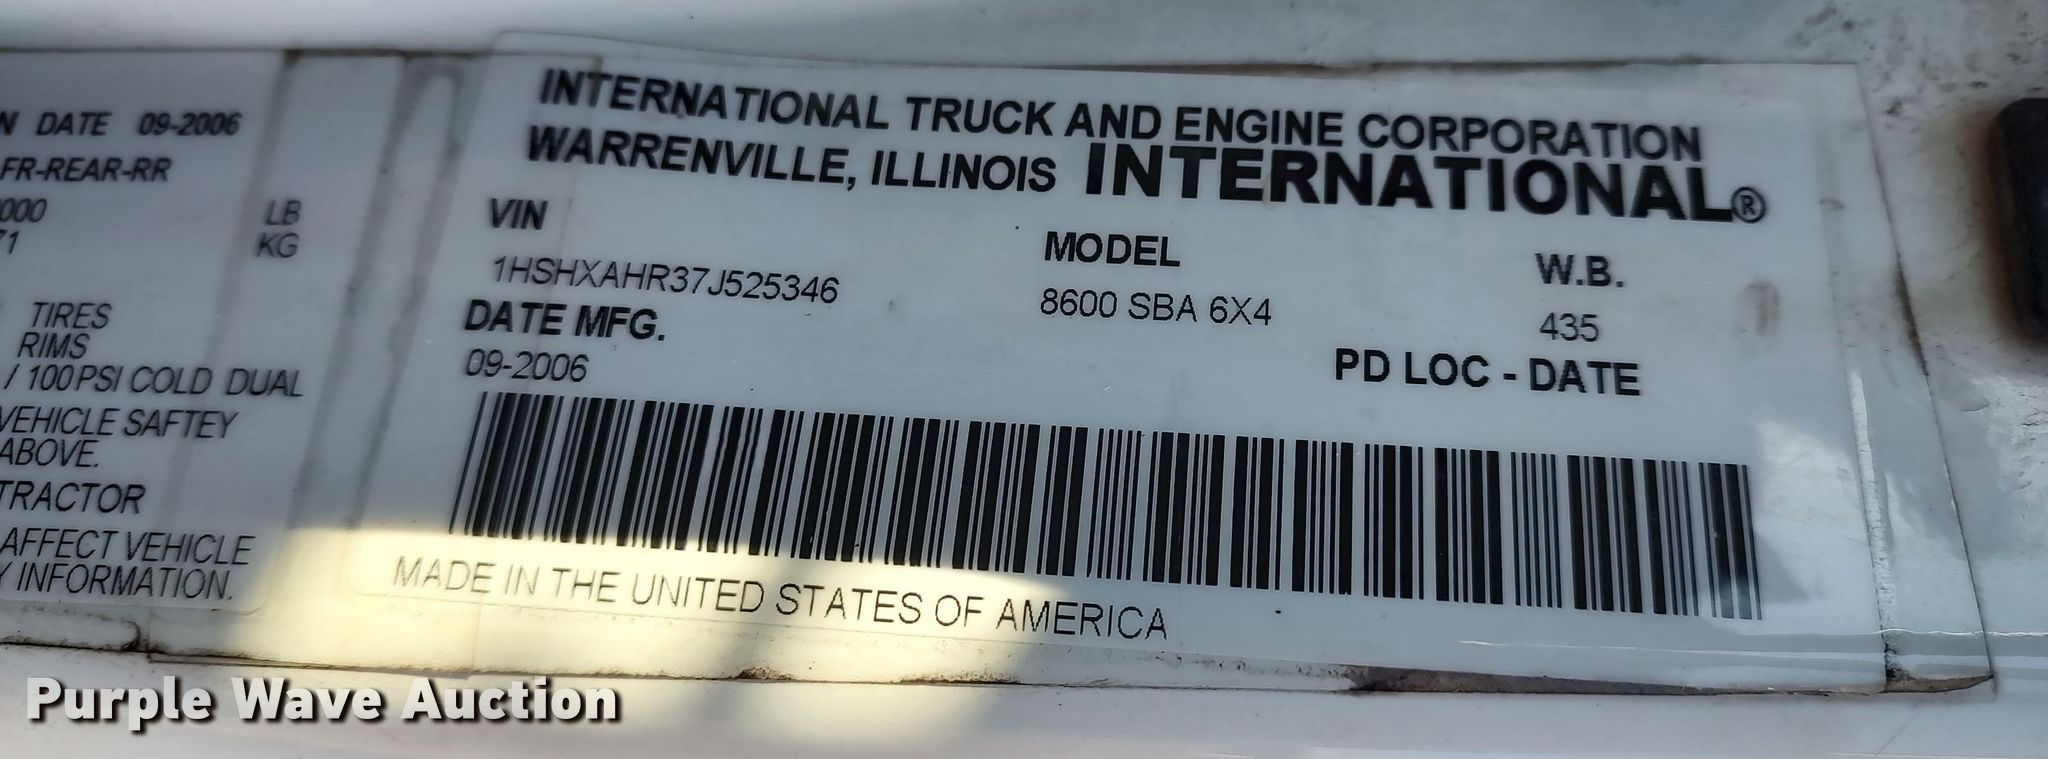 N DATE 09-2006
FR-REAR-RR
000 LB
71 KG
TIRES
RIMS
/ 100PSI COLD DUAL
VEHICLE SAFTEY
ABOVE.
TRACTOR
AFFECT VEHICLE
Y INFORMATION.
INTERNATIONAL TRUCK AND ENGINE CORPORATION
WARRENVILLE, ILLINOIS INTERNATIONAL®
VIN
1HSHXAHR37J525346
MODEL
8600 SBA 6X4
W.B.
435
DATE MFG.
09-2006
PD LOC - DATE
MADE IN THE UNITED STATES OF AMERICA
Purple Wave Auction